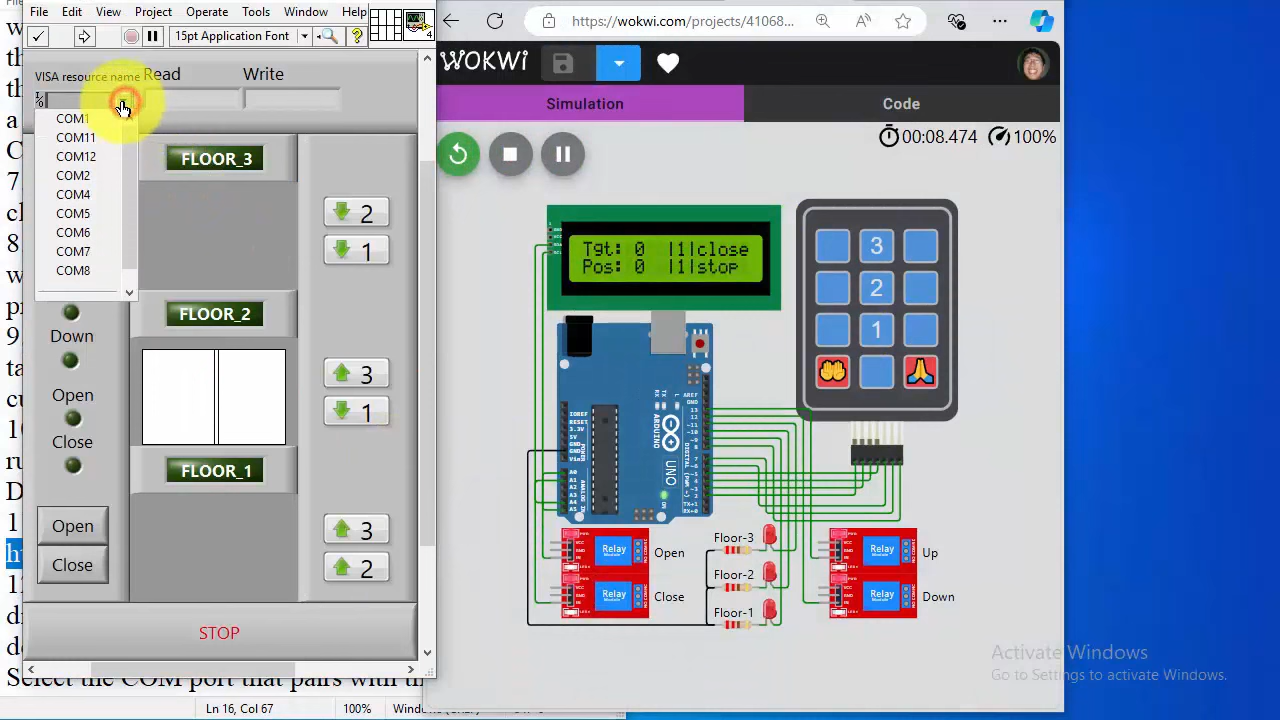 File Edit View Project Operate Tools Window Help
15pt Application Font
4
VISA resource name Read Write
COM1
COM11
COM12
COM2
COM4
COM5
COM6
COM7
COM8
FLOOR_3
2
1
FLOOR_2
Down
3
1
Open
Close
FLOOR_1
Open
Close
3
2
STOP
Select the COM port that pairs with th
Ln 16, Col 67 100%
https://wokwi.com/projects/41068...
WOKWI
Simulation Code
00:08.474 100%
Tgt: 0 |1|close
Pos: 0 |1|stop
3
2
1
ARDUINO
UNO
Relay
Module
Open
Relay
Module
Close
Floor-3
Floor-2
Floor-1
Relay
Module
Up
Relay
Module
Down
Activate Windows
Go to Settings to activate Windows.